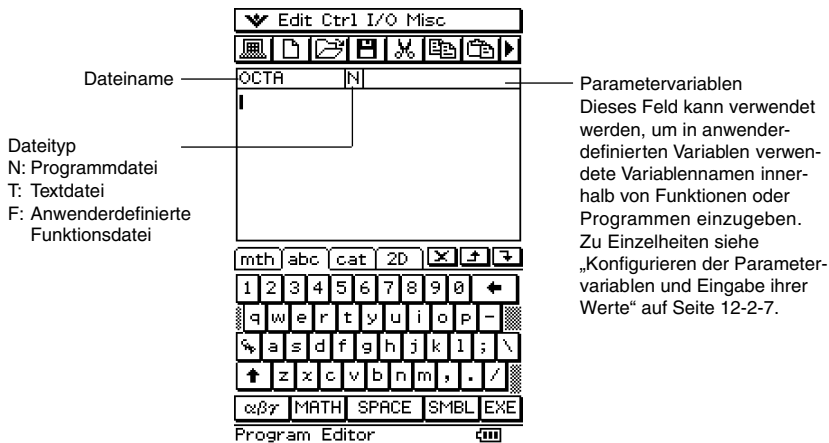 Edit Ctrl I/O Misc
Dateiname
OCTA N
Dateityp
N: Programmdatei
T: Textdatei
F: Anwenderdefinierte
Funktionsdatei
Parametervariablen
Dieses Feld kann verwendet
werden, um in anwender-
definierten Variablen verwen-
dete Variablennamen inner-
halb von Funktionen oder
Programmen einzugeben.
Zu Einzelheiten siehe
„Konfigurieren der Parameter-
variablen und Eingabe ihrer
Werte“ auf Seite 12-2-7.
mth abc cat 2D
1 2 3 4 5 6 7 8 9 0
q w e r t y u i o p -
a s d f g h j k l ; \
z x c v b n m , . /
αβγ MATH SPACE SMBL EXE
Program Editor